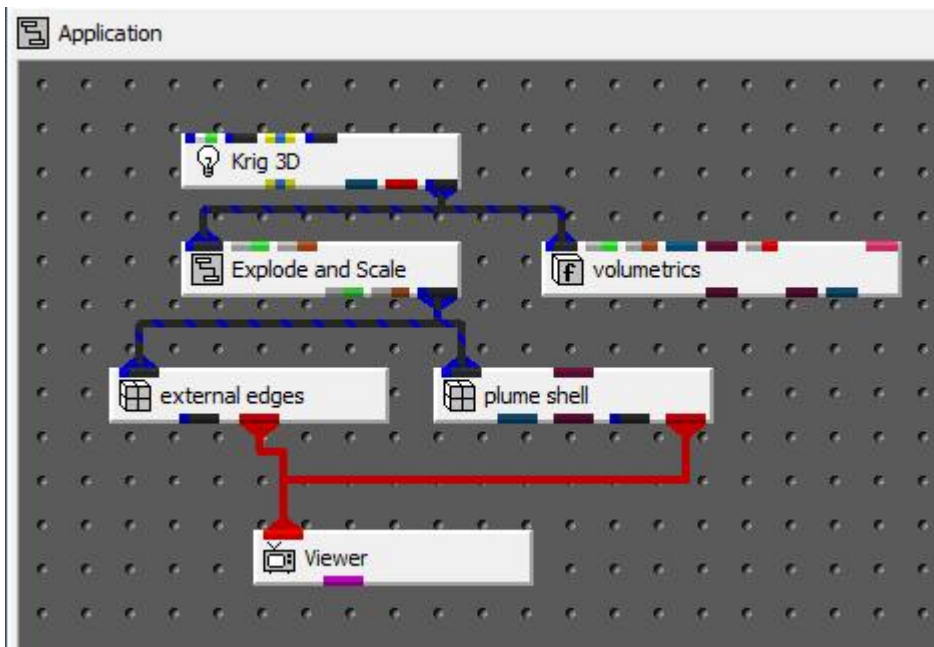 Application
Krig 3D
Explode and Scale
f volumetrics
external edges
plume shell
Viewer